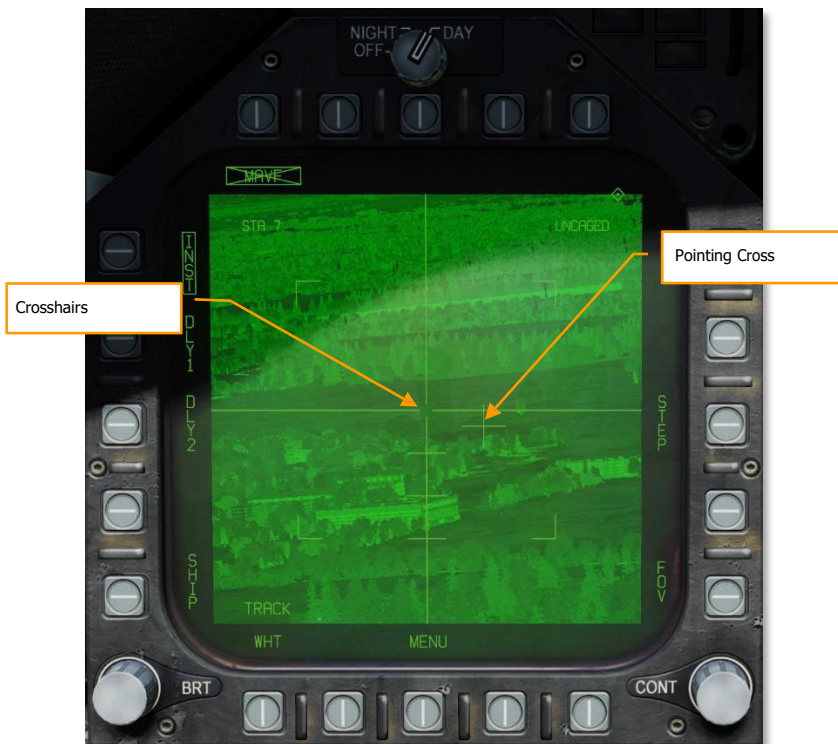 NIGHT DAY
OFF
MAVF
STA 7 UNCAGED
INST
Pointing Cross
Crosshairs
DLY1
DLY2
STEP
SHIP
FOV
TRACK
WHT MENU
BRT CONT